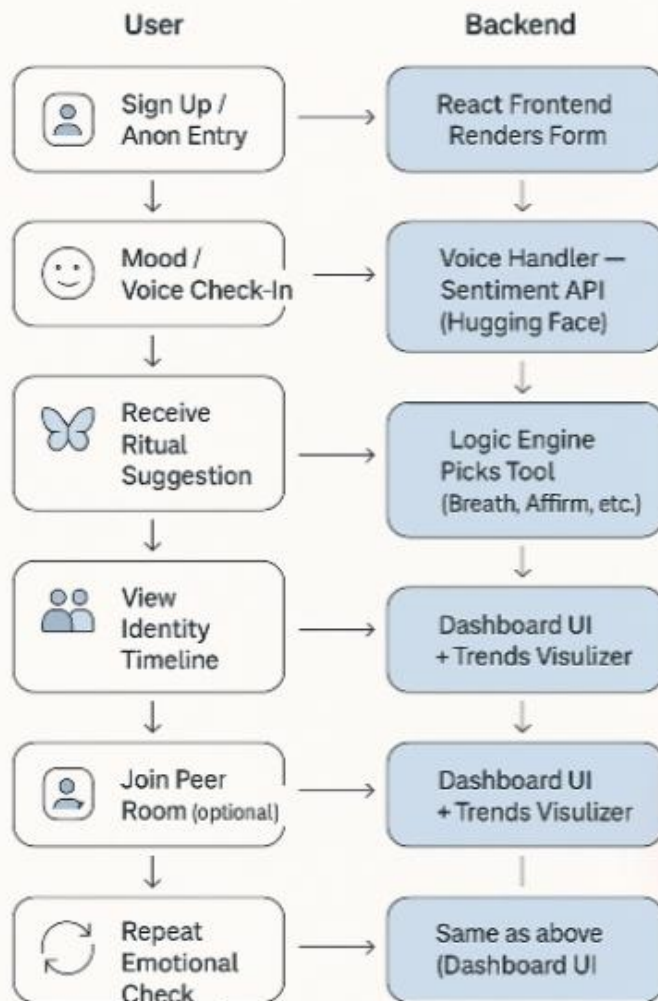 User
Backend
Sign Up /
Anon Entry
React Frontend
Renders Form
Mood /
Voice Check-In
Voice Handler —
Sentiment API
(Hugging Face)
Receive
Ritual
Suggestion
Logic Engine
Picks Tool
(Breath, Affirm, etc.)
View
Identity
Timeline
Dashboard UI
+ Trends Visulizer
Join Peer
Room (optional)
Dashboard UI
+ Trends Visulizer
Repeat
Emotional
Check
Same as above
(Dashboard UI